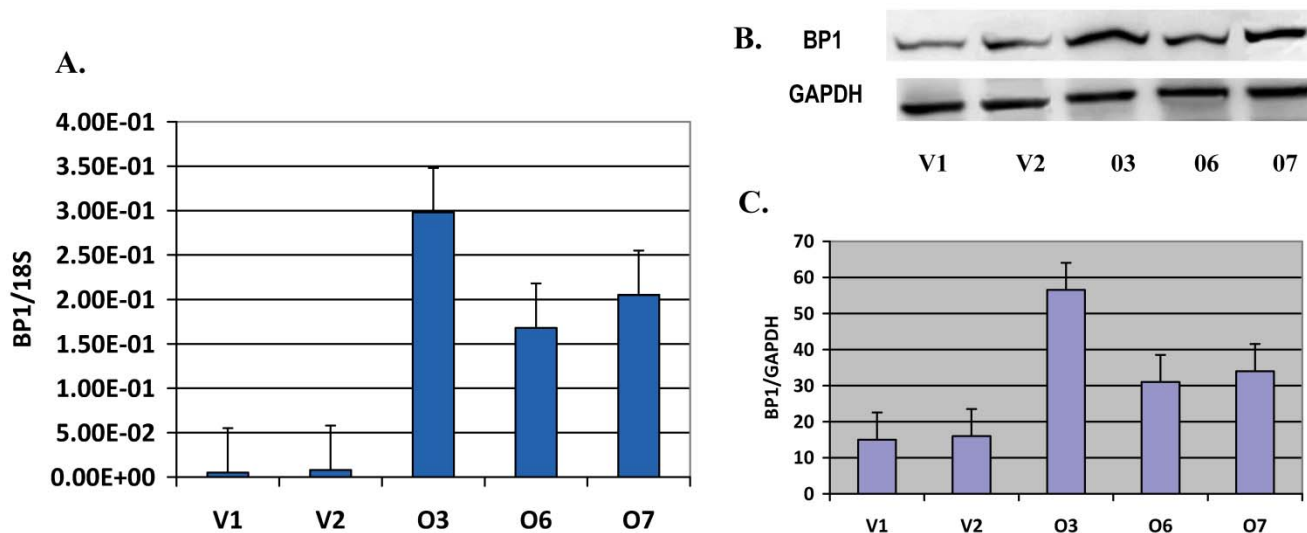 A.
4.00E-01
3.50E-01
3.00E-01
2.50E-01
2.00E-01
1.50E-01
1.00E-01
5.00E-02
0.00E+00
BP1/18S
V1 V2 O3 O6 O7
B. BP1
GAPDH
V1 V2 03 06 07
C.
70
60
50
40
30
20
10
0
BP1/GAPDH
V1 V2 O3 O6 O7